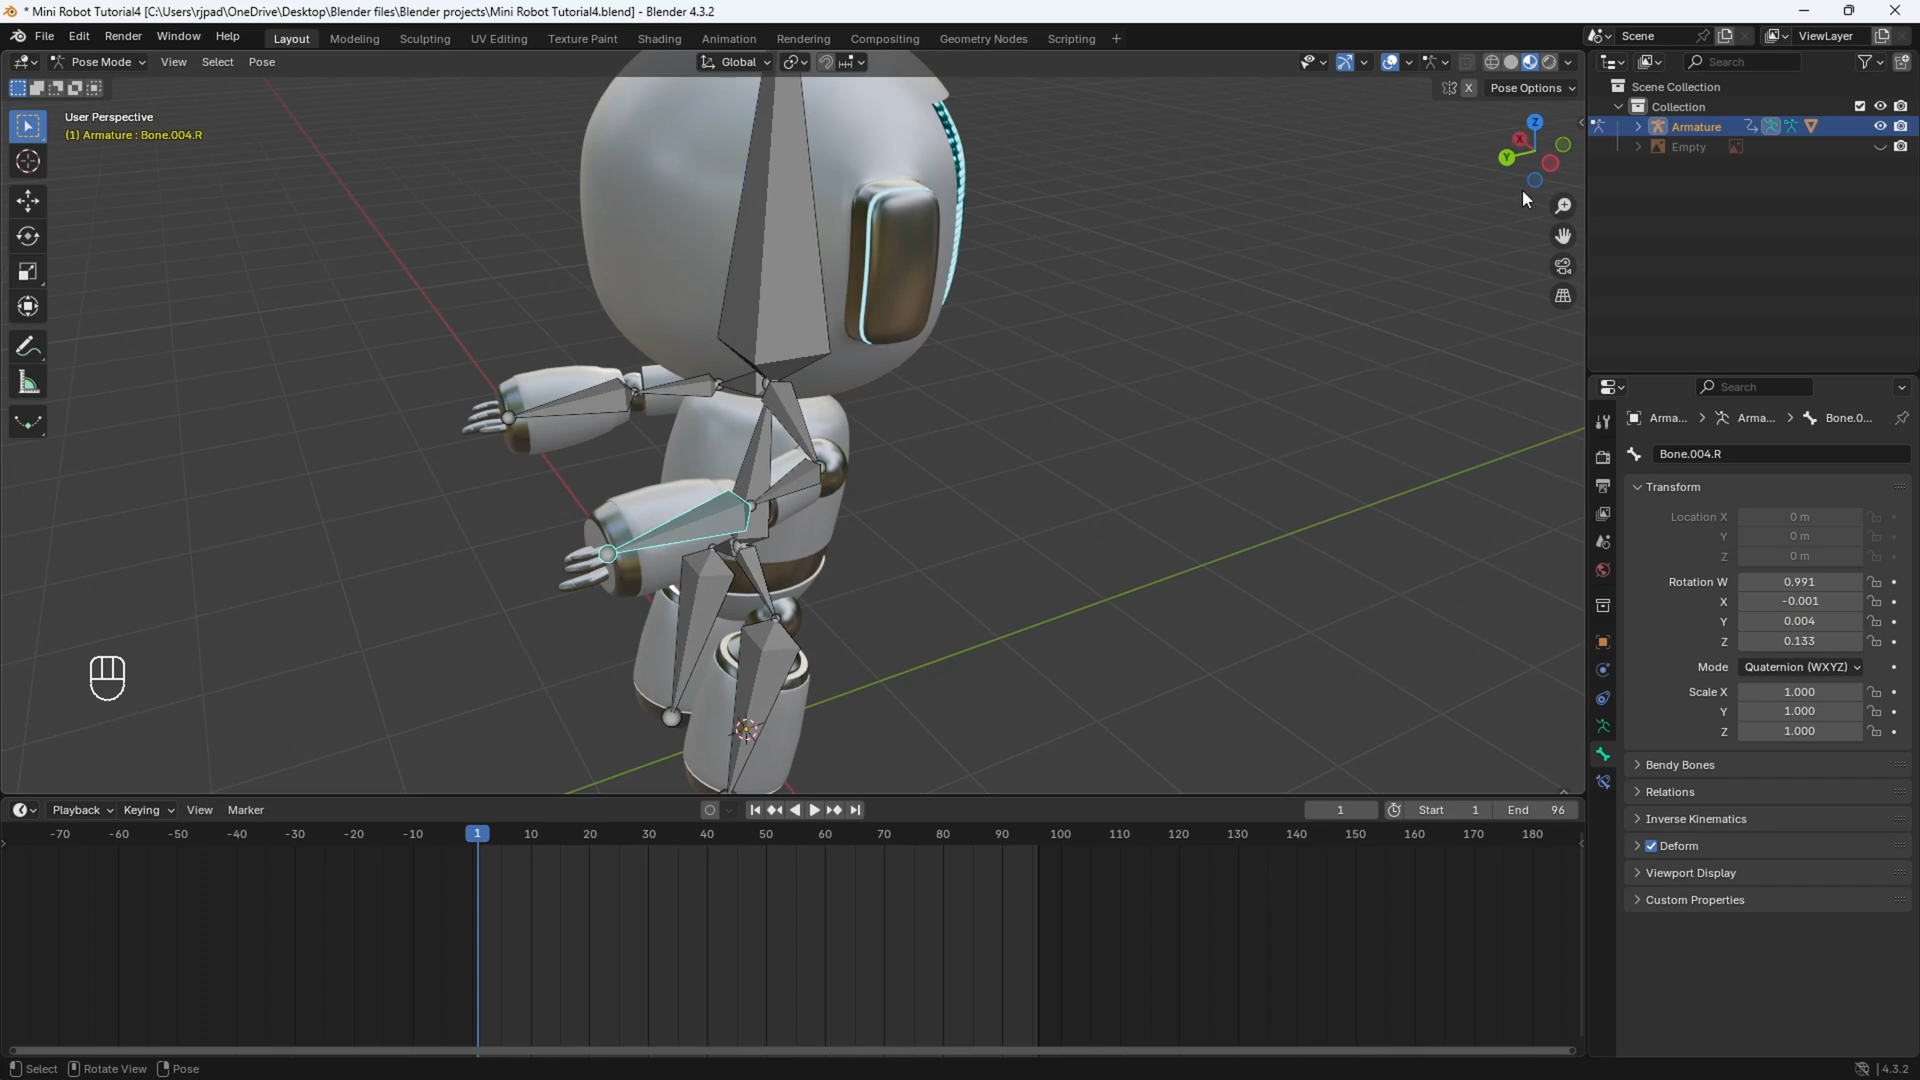 * Mini Robot Tutorial4 [C:\Users\rjpad\OneDrive\Desktop\Blender files\Blender projects\Mini Robot Tutorial4.blend] - Blender 4.3.2
File Edit Render Window Help Layout Modeling Sculpting UV Editing Texture Paint Shading Animation Rendering Compositing Geometry Nodes Scripting + Scene ViewLayer
Pose Mode View Select Pose Global Search
X Pose Options
Scene Collection
Collection
Armature
Empty
User Perspective
(1) Armature : Bone.004.R
Z
X
Y
Search
Arma... Arma... Bone.0...
Bone.004.R
Transform
Location X 0 m
Y 0 m
Z 0 m
Rotation W 0.991
X -0.001
Y 0.004
Z 0.133
Mode Quaternion (WXYZ)
Scale X 1.000
Y 1.000
Z 1.000
Bendy Bones
Relations
Inverse Kinematics
Deform
Viewport Display
Custom Properties
Playback Keying View Marker 1 Start 1 End 96
-70 -60 -50 -40 -30 -20 -10 1 10 20 30 40 50 60 70 80 90 100 110 120 130 140 150 160 170 180
Select Rotate View Pose 4.3.2